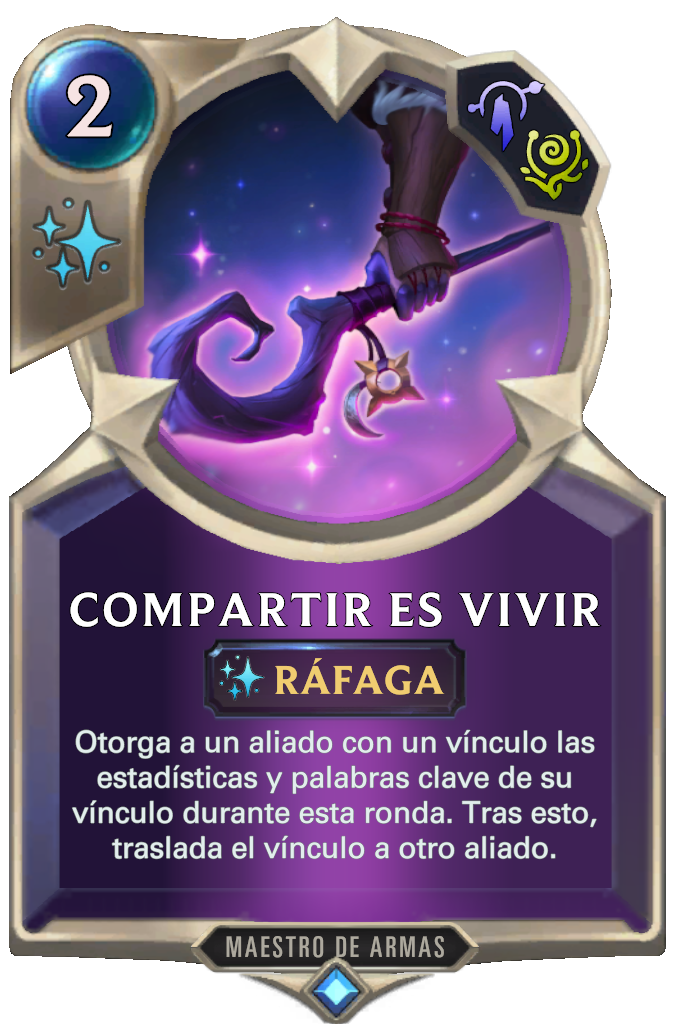 2
COMPARTIR ES VIVIR
RÁFAGA
Otorga a un aliado con un vínculo las
estadísticas y palabras clave de su
vínculo durante esta ronda. Tras esto,
traslada el vínculo a otro aliado.
MAESTRO DE ARMAS